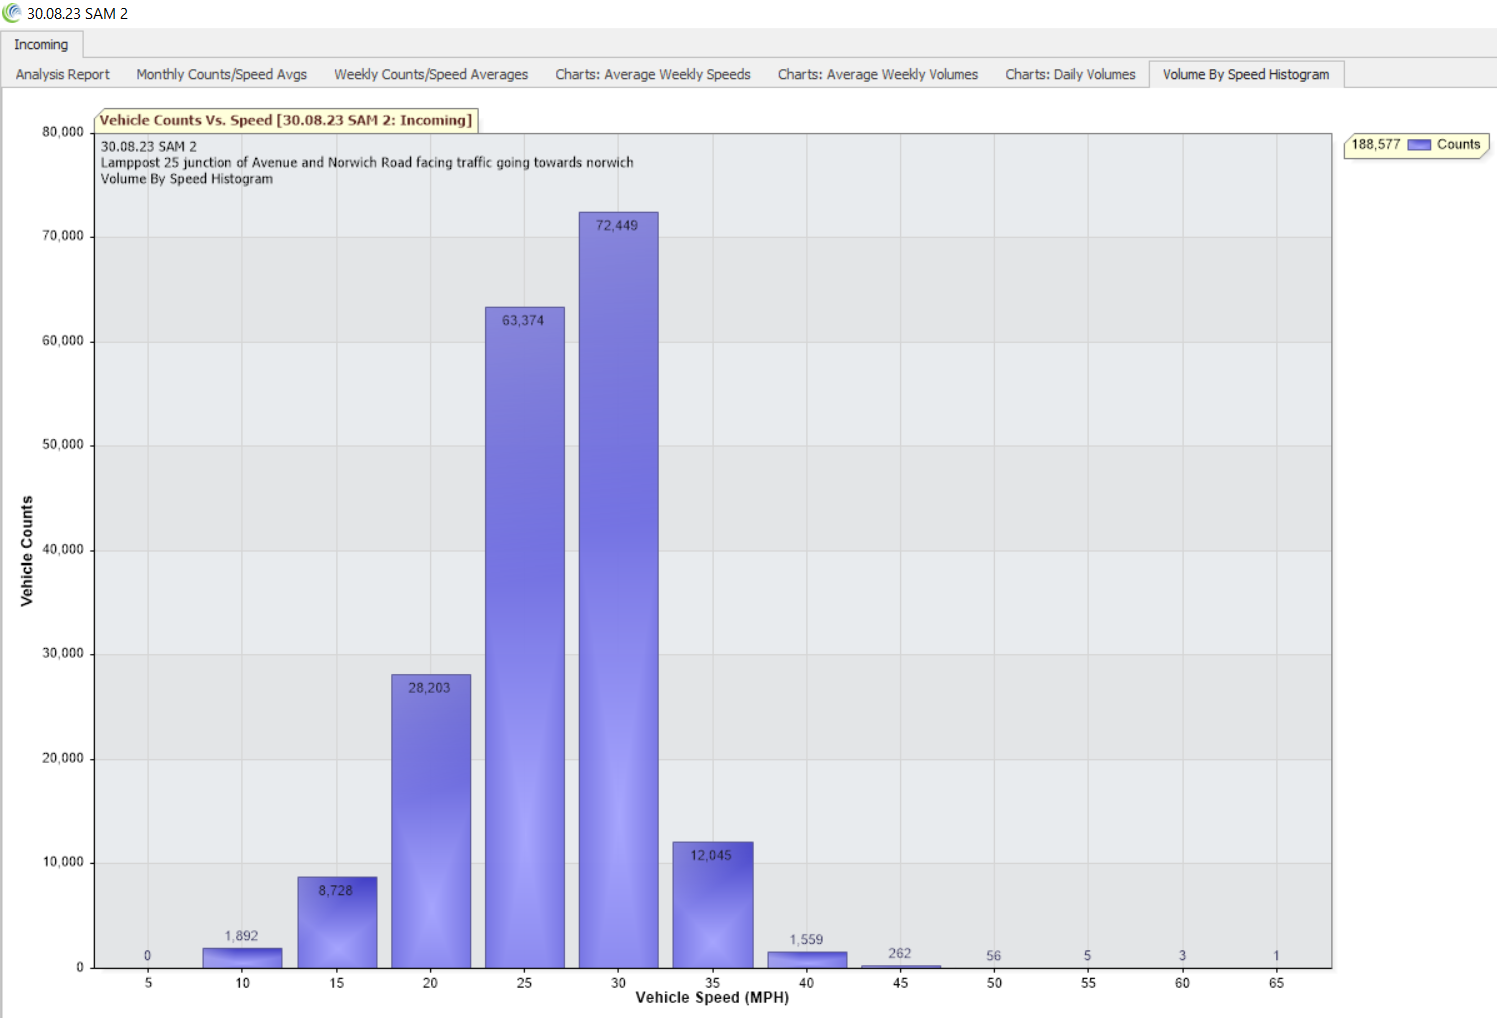 30.08.23 SAM 2
Incoming
Analysis Report Monthly Counts/Speed Avgs Weekly Counts/Speed Averages Charts: Average Weekly Speeds Charts: Average Weekly Volumes Charts: Daily Volumes Volume By Speed Histogram
Vehicle Counts Vs. Speed [30.08.23 SAM 2: Incoming]
30.08.23 SAM 2
Lamppost 25 junction of Avenue and Norwich Road facing traffic going towards norwich
Volume By Speed Histogram
188,577 Counts
80,000
70,000
60,000
50,000
40,000
30,000
20,000
10,000
0
Vehicle Counts
0 1,892 8,728 28,203 63,374 72,449 12,045 1,559 262 56 5 3 1
5 10 15 20 25 30 35 40 45 50 55 60 65
Vehicle Speed (MPH)